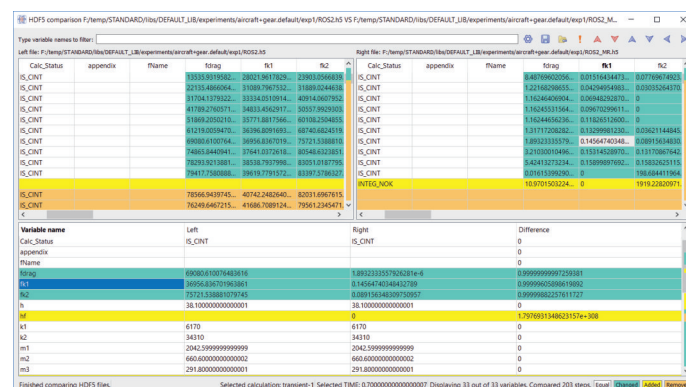 HDF5 comparison F:/temp/STANDARD/libs/DEFAULT_LIB/experiments/aircraft+gear.default/exp1/ROS2.h5 VS F:/temp/STANDARD/libs/DEFAULT_LIB/experiments/aircraft+gear.default/exp1/ROS2_M...
Type variable names to filter:
Left file: F:/temp/STANDARD/libs/DEFAULT_LIB/experiments/aircraft+gear.default/exp1/ROS2.h5 Right file: F:/temp/STANDARD/libs/DEFAULT_LIB/experiments/aircraft+gear.default/exp1/ROS2_MR.h5
Calc_Status appendix fName fdrag fk1 fk2 Calc_Status appendix fName fdrag fk1 fk2
IS_CINT 13535.9319582... 28021.9617829... 23903.0566839. IS_CINT 8.48769602056... 0.01516434473... 0.07769674923.
IS_CINT 22135.4866064... 31089.7967532... 31889.0244658. IS_CINT 1.22168298655... 0.04294954983... 0.03035264370.
IS_CINT 31704.1379322... 33334.0510914... 40914.0607952. IS_CINT 1.16246406904... 0.06948292870... 0
IS_CINT 41789.2760571... 34833.4562917... 50557.9929503. IS_CINT 1.16245531564... 0.09670299611... 0
IS_CINT 51869.2050210... 35771.8817366... 60108.2504855. IS_CINT 1.16244656236... 0.11826512600... 0
IS_CINT 61219.0059470... 36396.8091693... 68740.6824519. IS_CINT 1.31717208282... 0.13299981230... 0.03621144845.
IS_CINT 69080.6100764... 36956.8367019... 75721.5388810. IS_CINT 1.89323335579... 0.14564740348... 0.08915634830.
IS_CINT 74865.8440941... 37641.0372618... 80548.6323851. IS_CINT 3.21030010496... 0.15314528970... 0.13170867642.
IS_CINT 78293.9213881... 38538.7937998... 83051.0187795. IS_CINT 5.42413273234... 0.15899897692... 0.15832625115.
IS_CINT 79417.7580888... 39619.7791572... 83397.5786327. IS_CINT 0.01615399290... 0 198.684411964.
INTEG_NOK 10.9701503224... 0 1919.22820971.
IS_CINT 78566.9439745... 40742.2482640... 82031.6967615.
IS_CINT 76249.6467215... 41686.7089124... 79561.2345471.
Variable name Left Right Difference
Calc_Status IS_CINT IS_CINT 0
appendix 0
fName 0
fdrag 69080.610076483616 1.8932333557926281e-6 0.99999999997259381
fk1 36956.836701963861 0.14564740348432789 0.99999605898619892
fk2 75721.538881079745 0.089156348309750957 0.99999882257611727
h 38.100000000000001 38.100000000000001 0
hf 0 1.7976931348623157e+308
k1 6170 6170 0
k2 34310 34310 0
m1 2042.5999999999999 2042.5999999999999 0
m2 660.60000000000002 660.60000000000002 0
m3 291.80000000000001 291.80000000000001 0
Finished comparing HDF5 files. Selected calculation: transient-1 Selected TIME: 0.70000000000000007 Displaying 33 out of 33 variables. Compared 203 steps. Equal Changed Added Removed